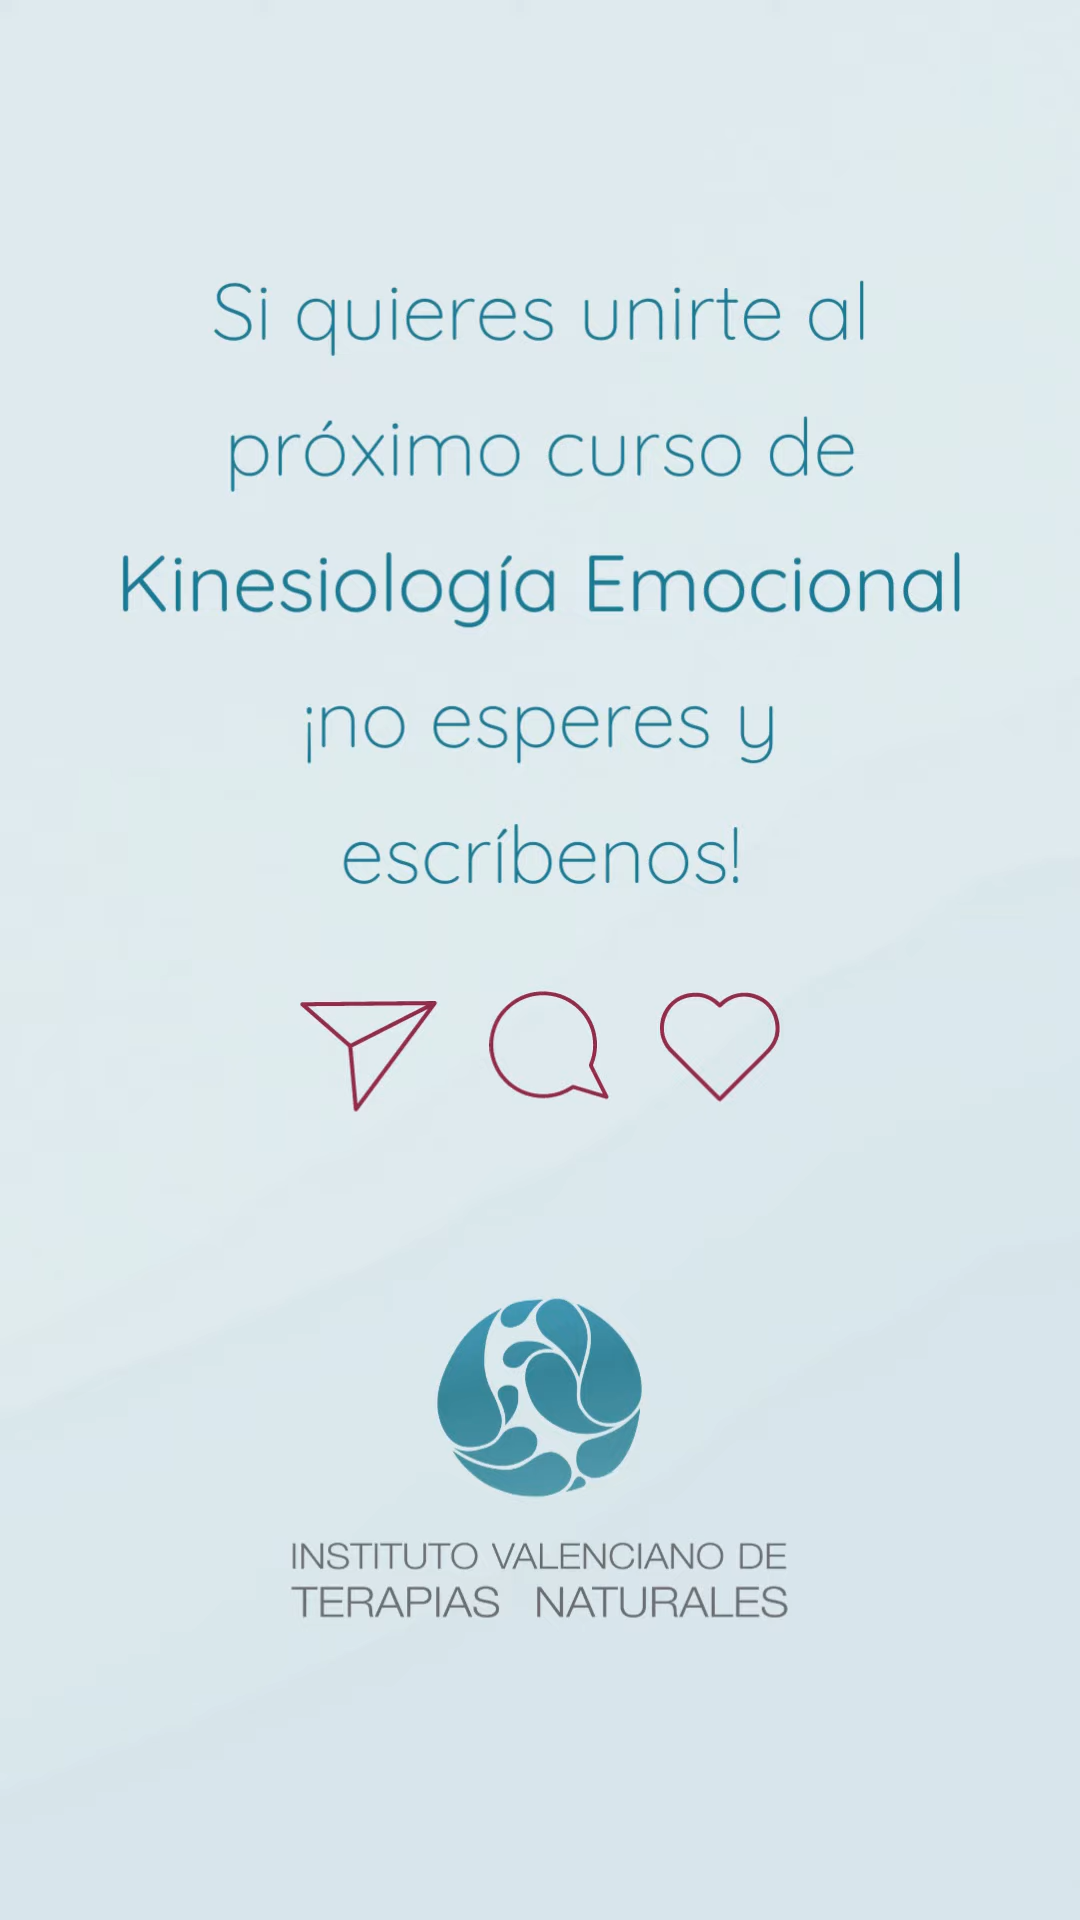 Si quieres unirte al
próximo curso de
Kinesiología Emocional
¡no esperes y
escríbenos!
INSTITUTO VALENCIANO DE
TERAPIAS NATURALES